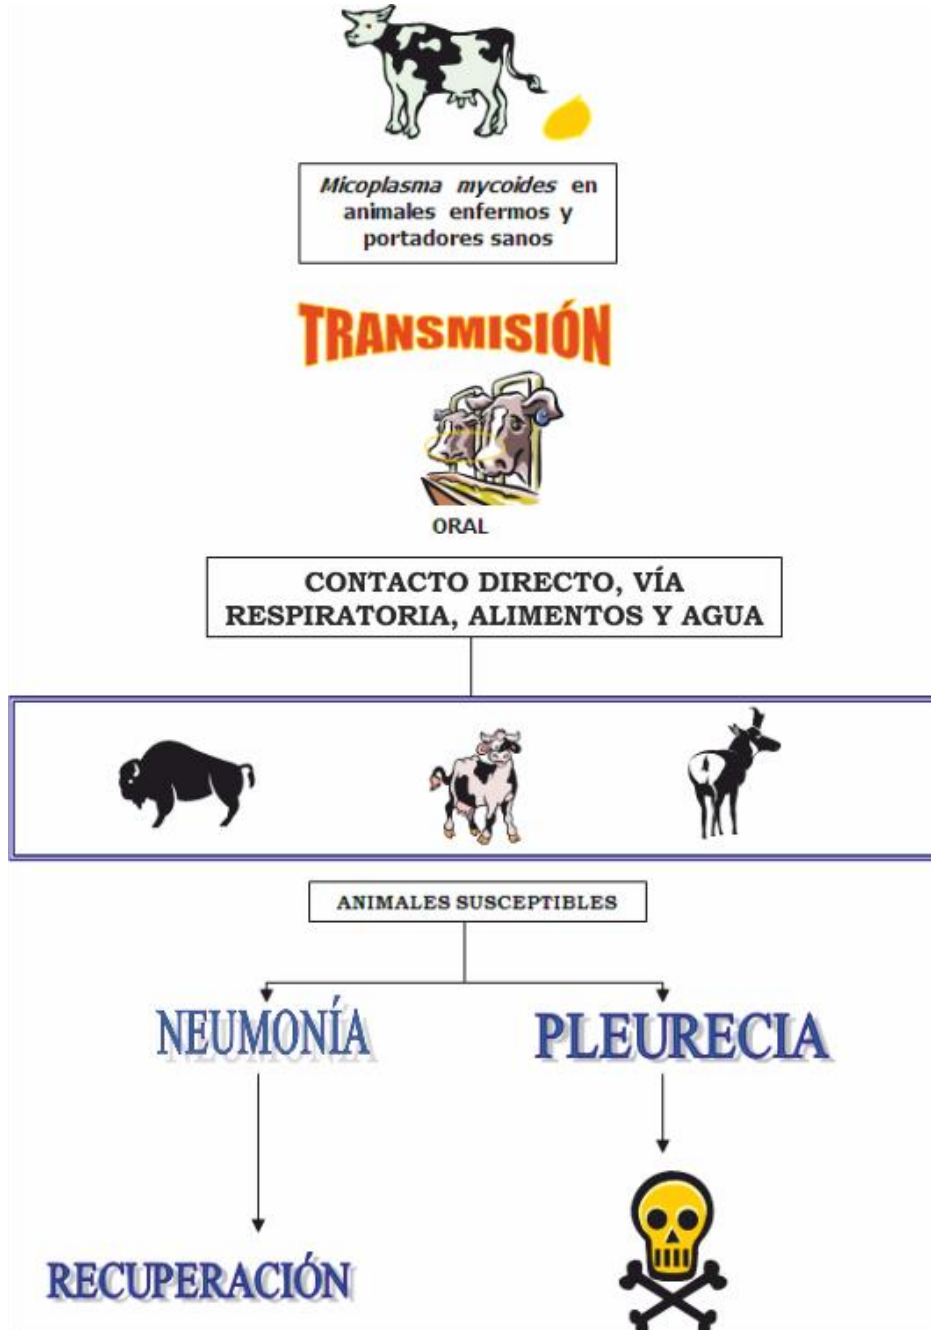 Micoplasma mycoides en
animales enfermos y
portadores sanos
TRANSMISIÓN
ORAL
CONTACTO DIRECTO, VÍA
RESPIRATORIA, ALIMENTOS Y AGUA
ANIMALES SUSCEPTIBLES
NEUMONÍA
PLEURECIA
RECUPERACIÓN